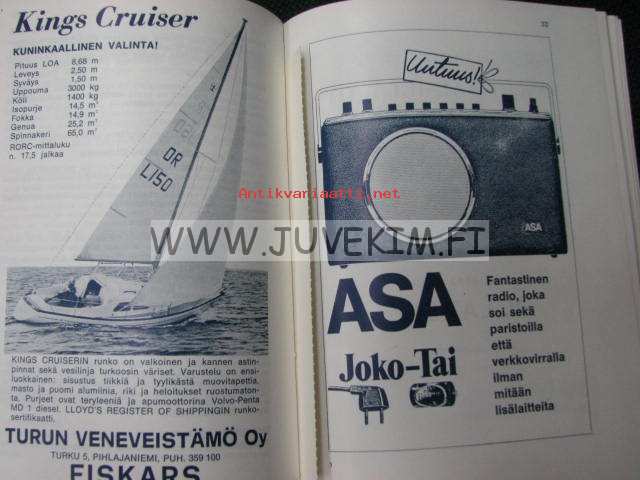 Kings Cruiser
KUNINKAALLINEN VALINTA!
Pituus LOA 8,68 m
Leveys 2,50 m
Syväys 1,50 m
Uppouma 3000 kg
Köli 1400 kg
Isopurje 14,5 m²
Fokka 14,9 m²
Genua 25,2 m²
Spinnakeri 65,0 m²
RORC-mittaluku
n. 17,5 jalkaa
OR
L150
KINGS CRUISERIN runko on valkoinen ja kannen astin-
pinnat sekä vesilinja turkoosin väriset. Varustelu on ensi-
luokkainen: sisustus tiikkiä ja tyylikästä muovitapettia,
masto ja puomi alumiinia, riki ja heloitukset ruostumaton-
ta. Purjeet ovat teryleeniä ja apumoottorina Volvo-Penta
MD 1 diesel. LLOYD'S REGISTER OF SHIPPINGIN runko-
sertifikaatti.
TURUN VENEVEISTÄMÖ Oy
TURKU 5, PIHLAJANIEMI, PUH. 359 100
FISKARS
Uutuus!
ASA
ASA
Joko-Tai
Fantastinen
radio, joka
soi sekä
paristoilla
että
verkkovirralla
ilman
mitään
lisälaitteita
Antikvariaatti.net
WWW.JUVEKIM.FI